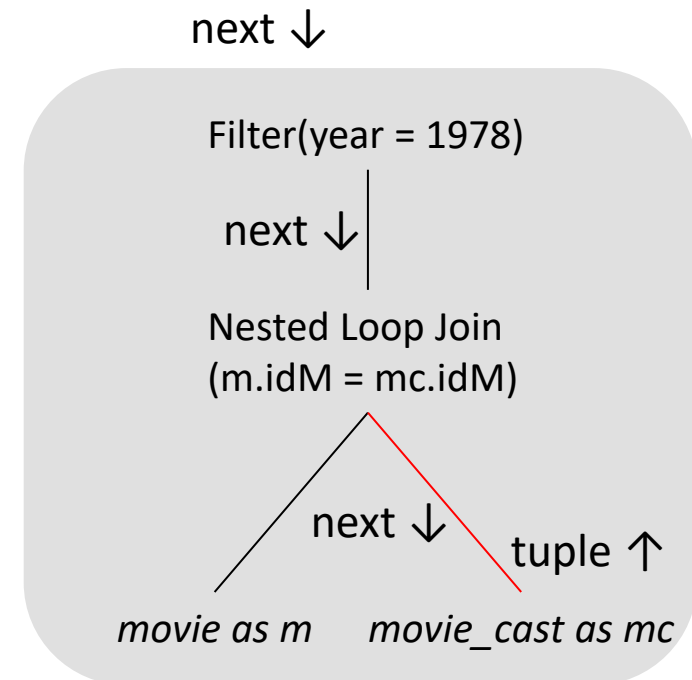 next ↓
Filter(year = 1978)
next ↓
Nested Loop Join
(m.idM = mc.idM)
next ↓
tuple ↑
movie as m movie_cast as mc